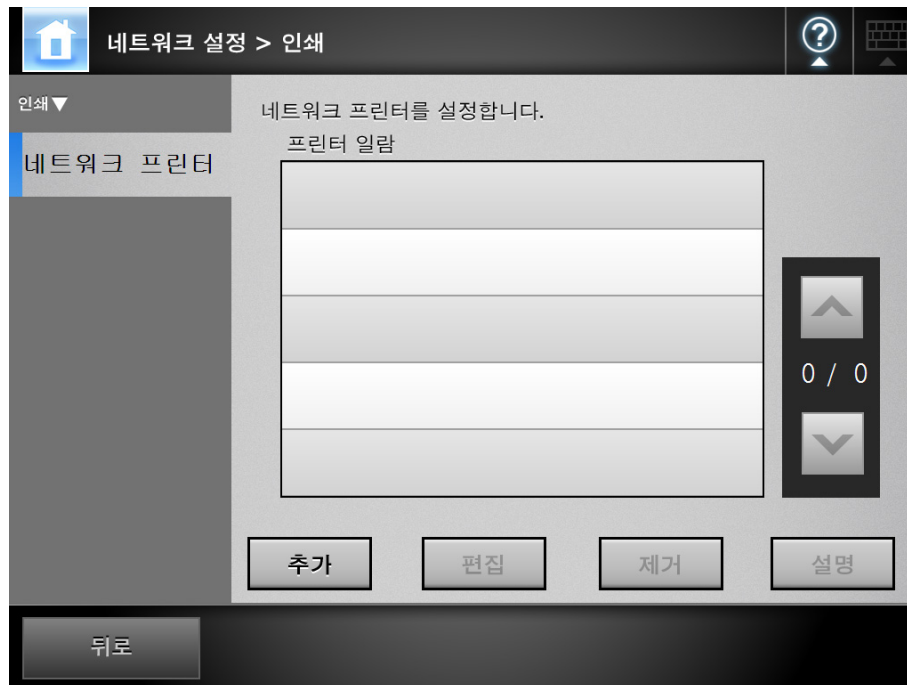 네트워크 설정 > 인쇄
?
인쇄▼
네트워크 프린터
네트워크 프린터를 설정합니다.
프린터 일람
0 / 0
추가 편집 제거 설명
뒤로